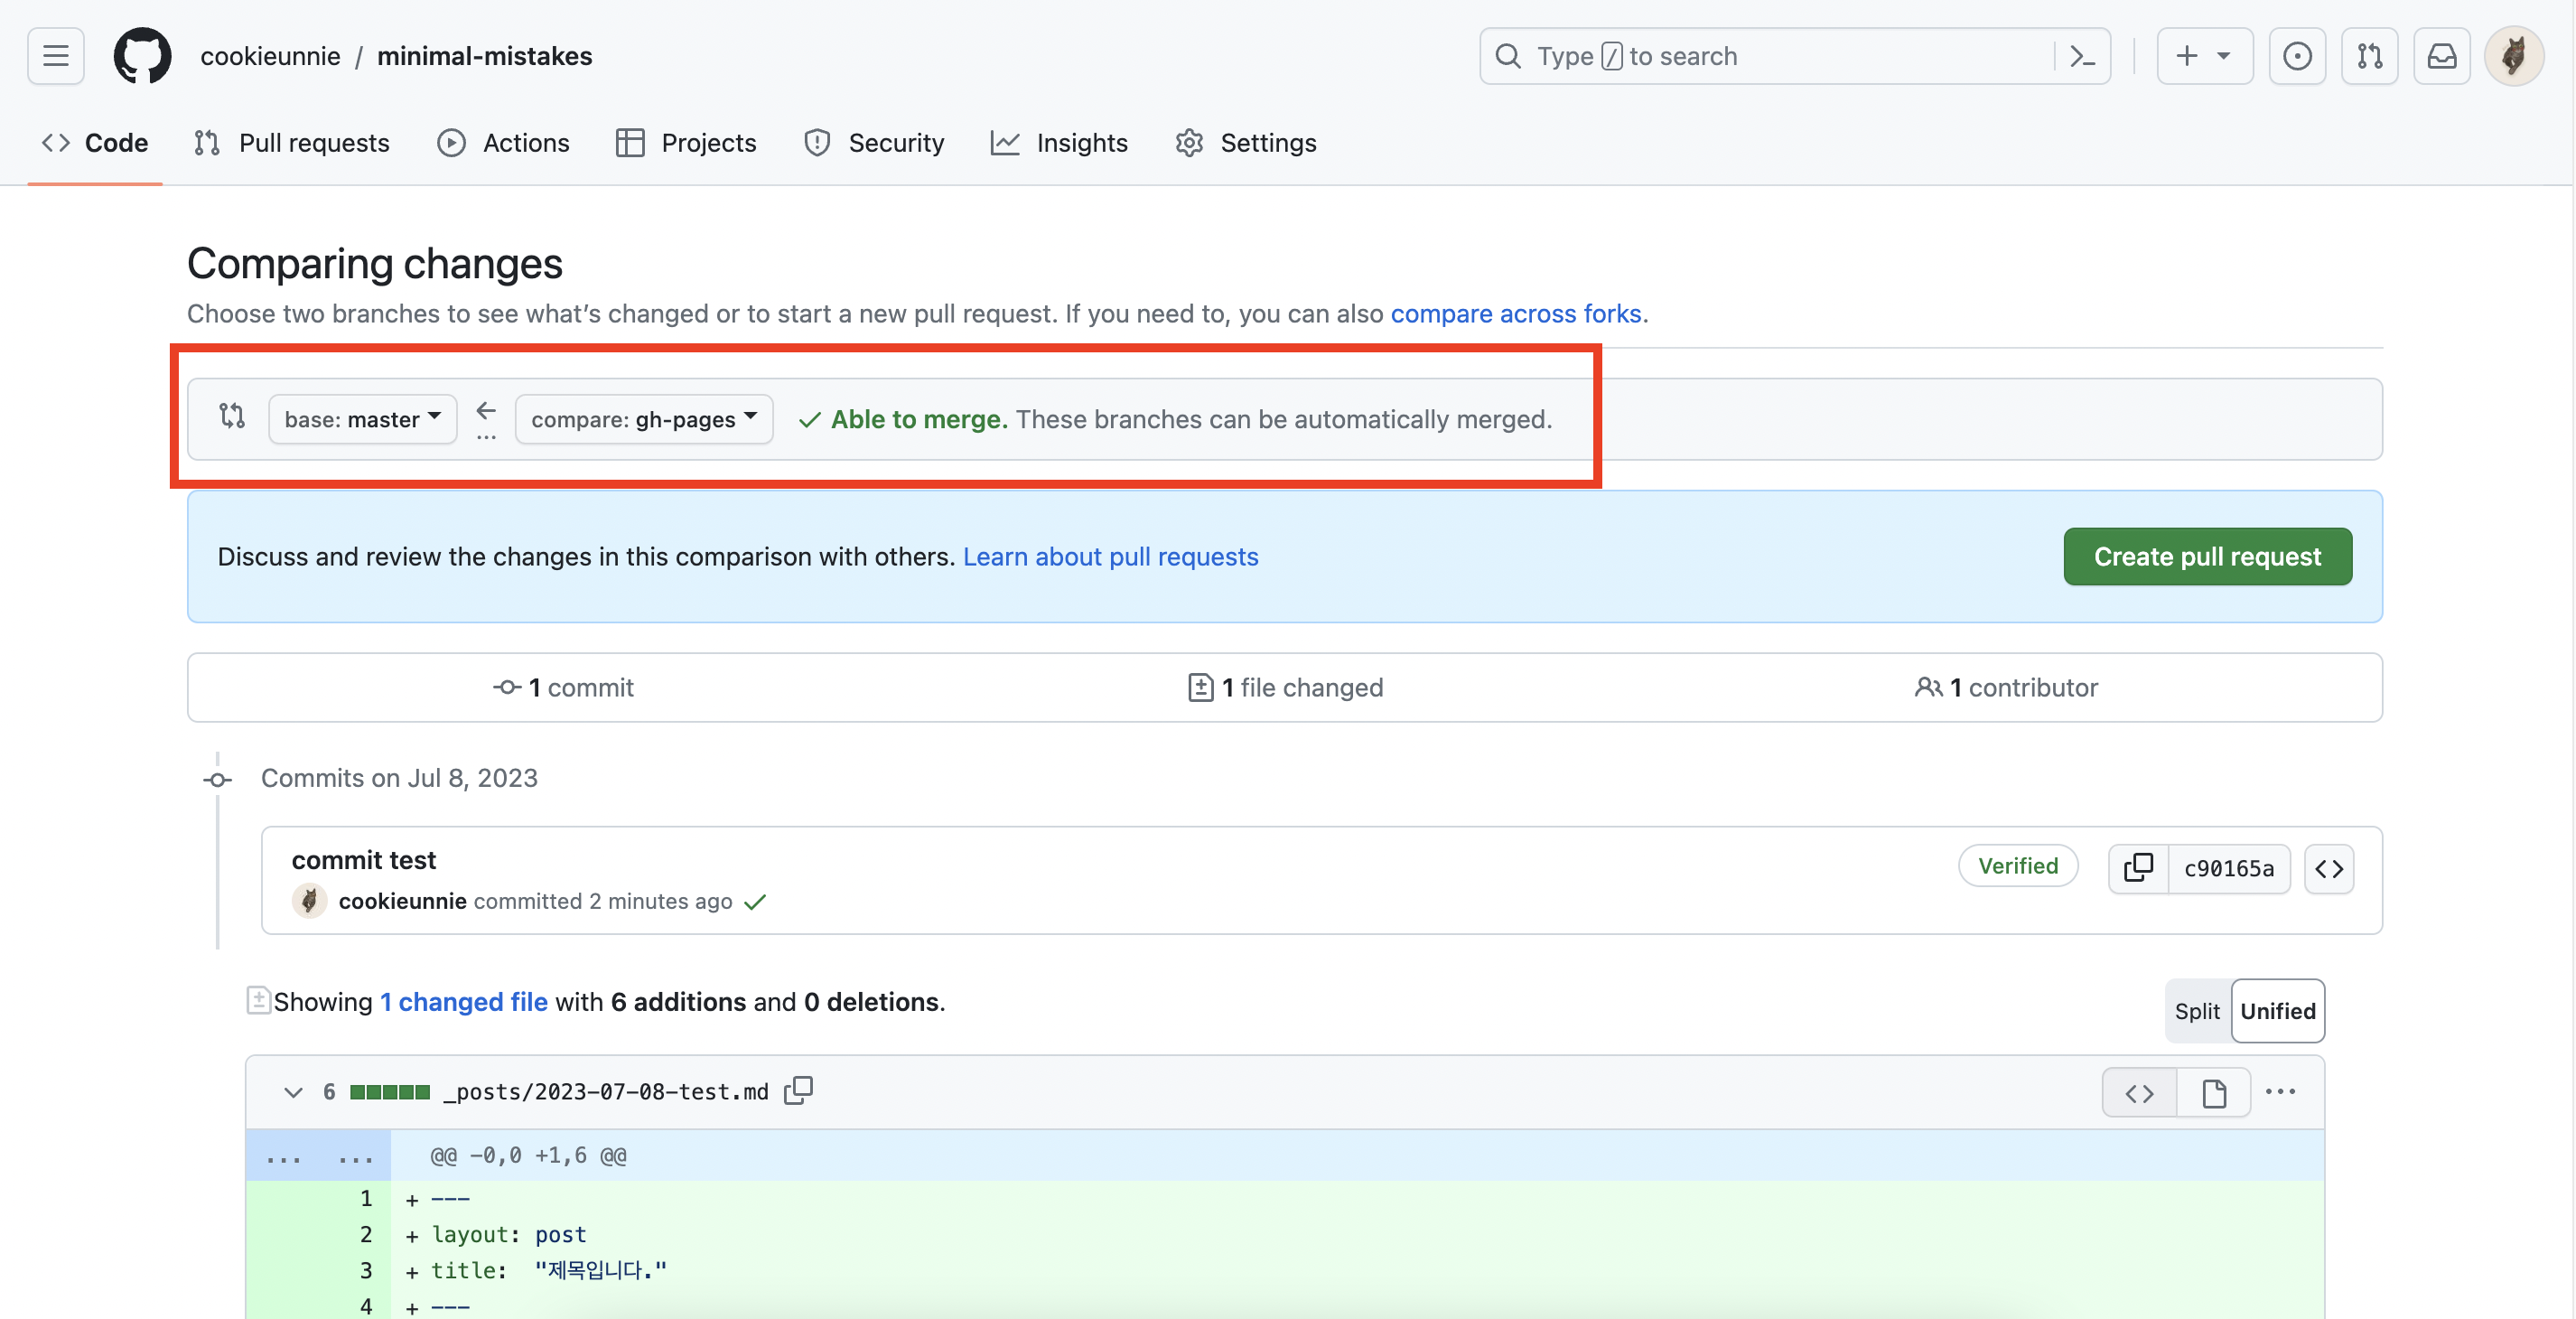 cookieunnie / minimal-mistakes
Type / to search
Code Pull requests Actions Projects Security Insights Settings
Comparing changes
Choose two branches to see what’s changed or to start a new pull request. If you need to, you can also compare across forks.
base: master ... compare: gh-pages Able to merge. These branches can be automatically merged.
Discuss and review the changes in this comparison with others. Learn about pull requests
Create pull request
1 commit 1 file changed 1 contributor
Commits on Jul 8, 2023
commit test
Verified c90165a
cookieunnie committed 2 minutes ago
Showing 1 changed file with 6 additions and 0 deletions.
Split Unified
6 _posts/2023-07-08-test.md
... ... @@ -0,0 +1,6 @@
1 + ---
2 + layout: post
3 + title:  "제목입니다."
4 + ---